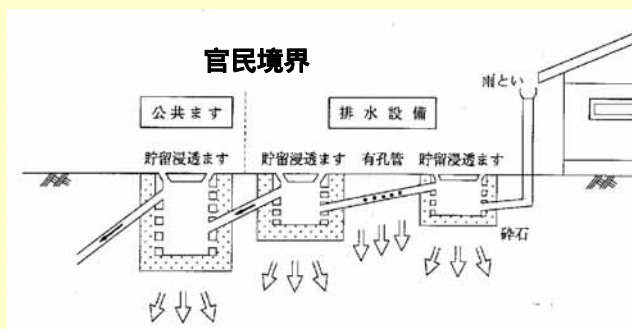 官民境界
雨とい
公共ます
排水設備
貯留浸透ます
貯留浸透ます
有孔管
貯留浸透ます
砕石